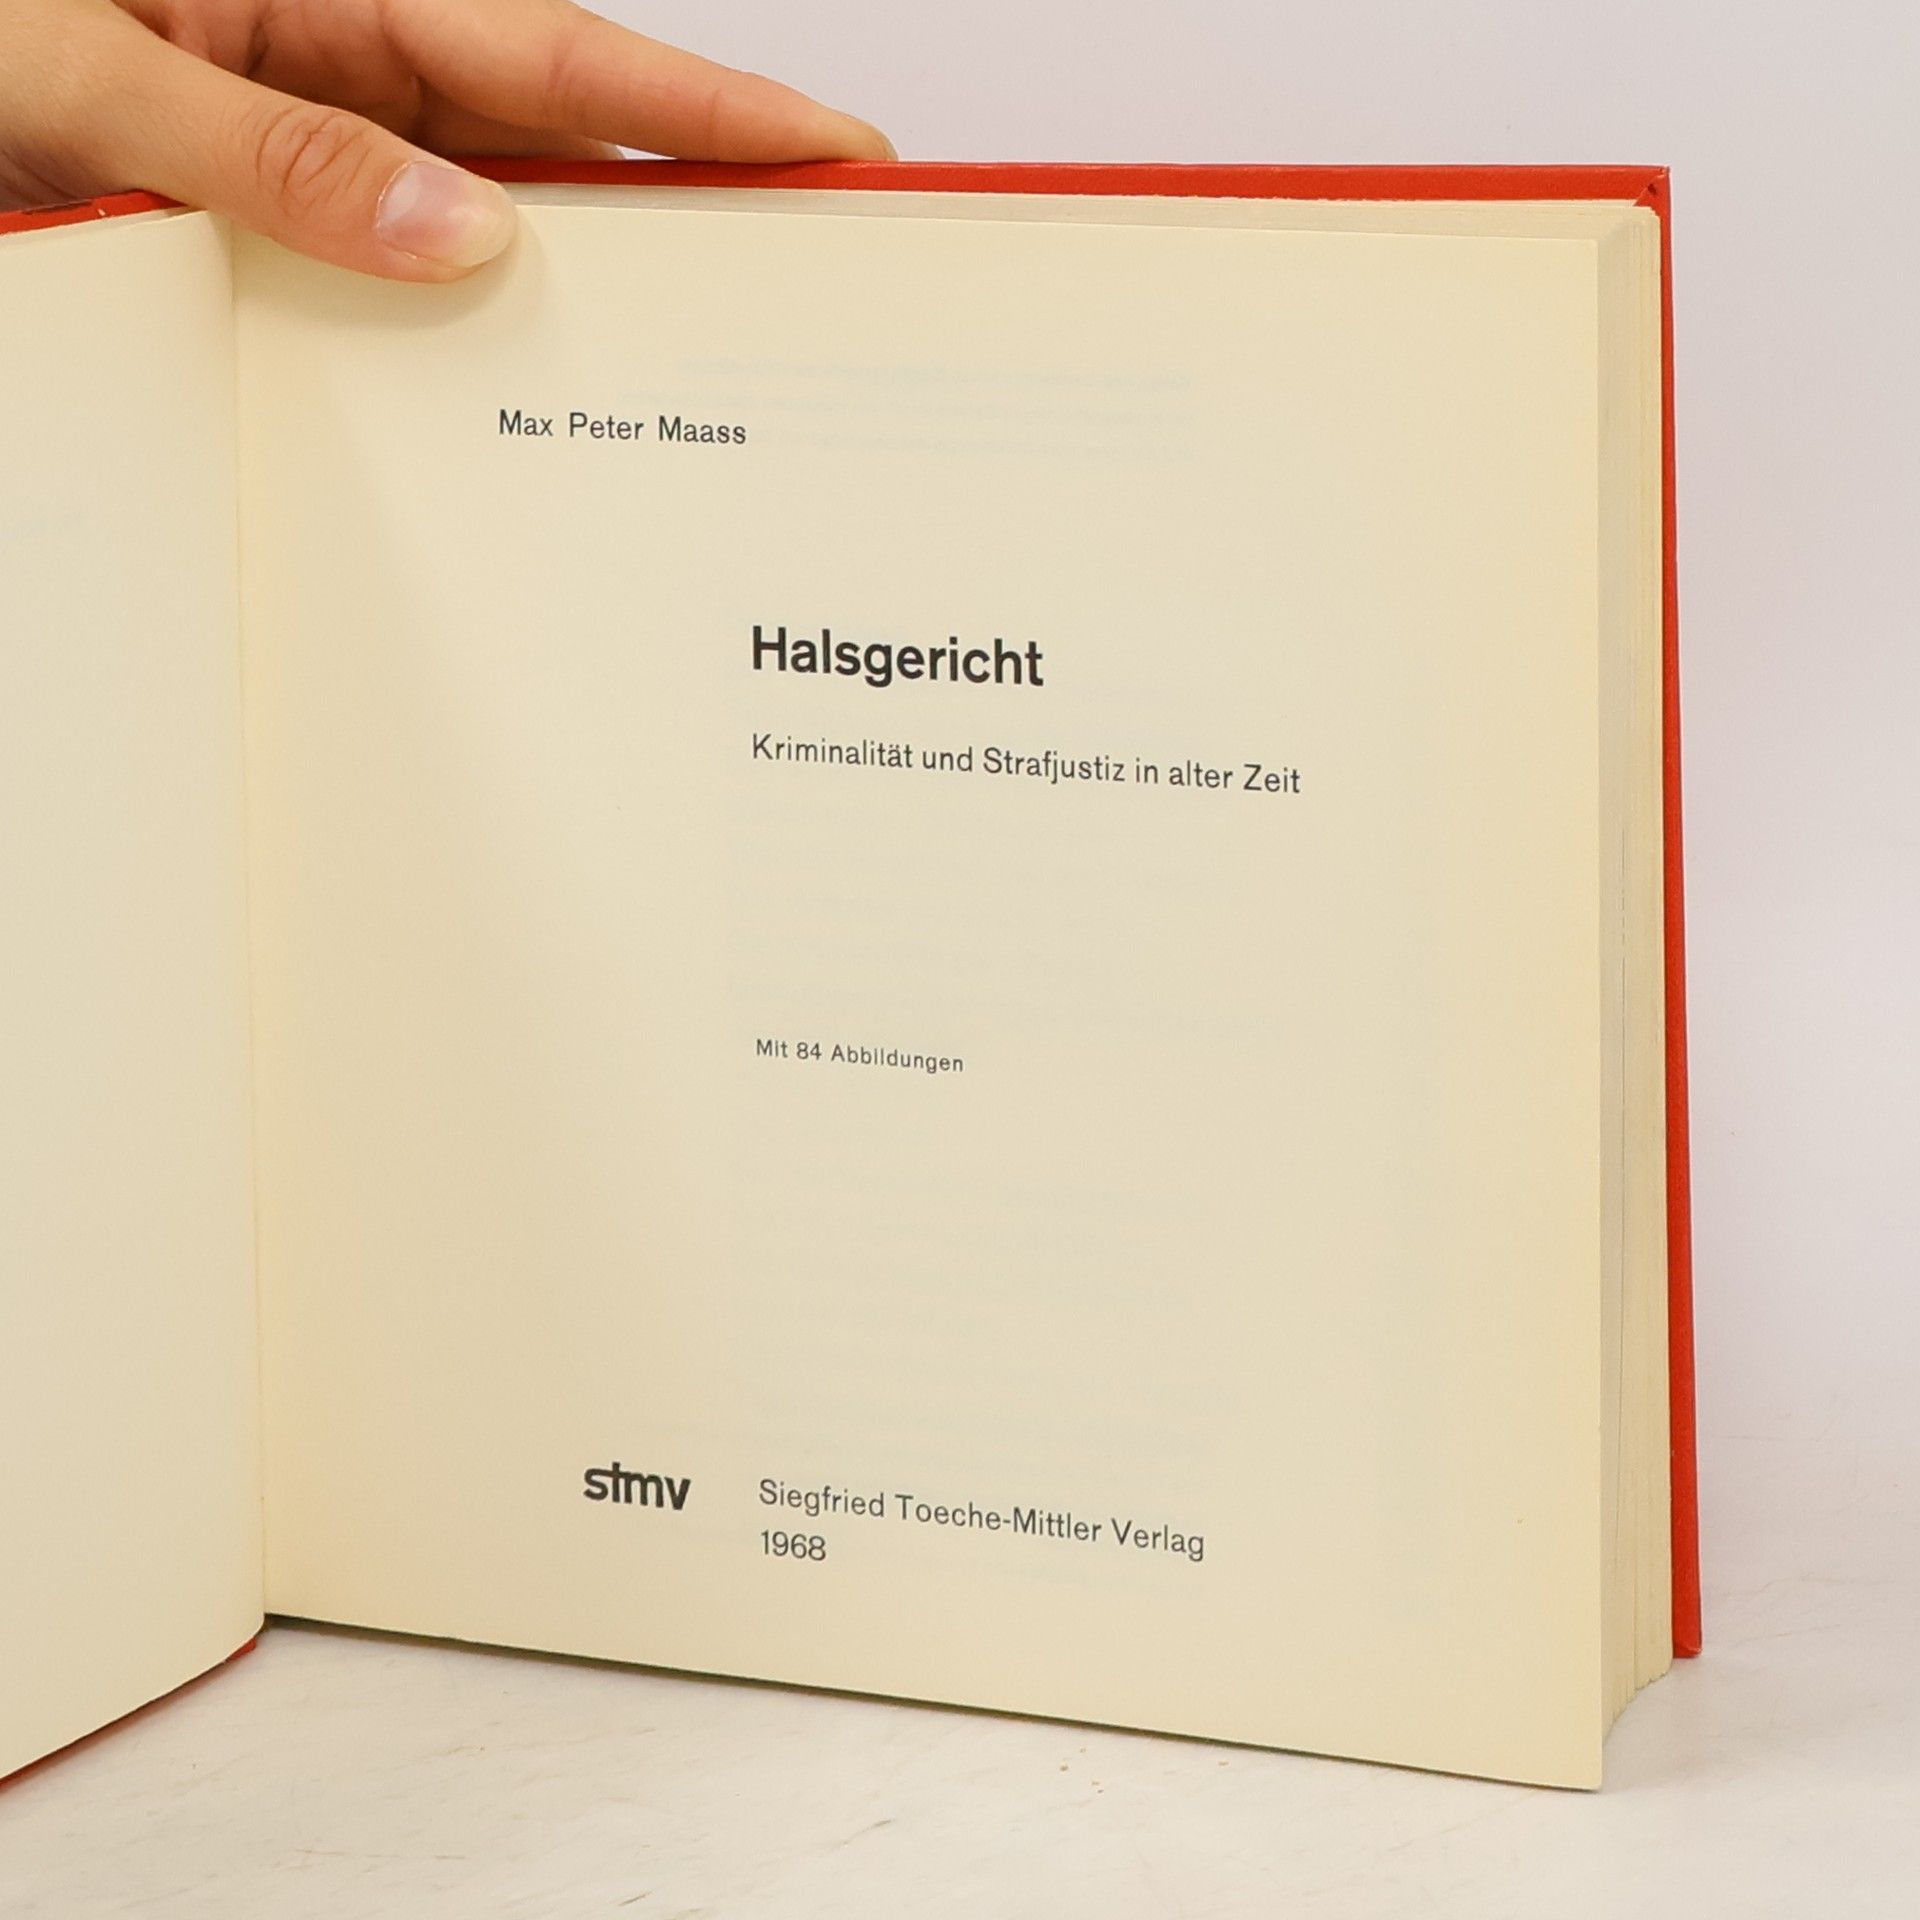 Max Peter Maass
Halsgericht
Kriminalität und Strafjustiz in alter Zeit
Mit 84 Abbildungen
stmv
Siegfried Toeche-Mittler Verlag
1968